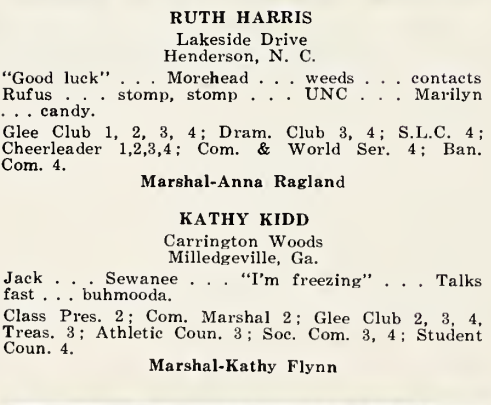 RUTH HARRIS
Lakeside Drive
Henderson, N. C.
"Good luck" . . . Morehead . . . weeds . . . contacts
Rufus . . . stomp, stomp . . . UNC . . . Marilyn
. . . candy.
Glee Club 1, 2, 3, 4; Dram. Club 3, 4; S.L.C. 4;
Cheerleader 1,2,3,4; Com. & World Ser. 4; Ban.
Com. 4.
Marshal-Anna Ragland
KATHY KIDD
Carrington Woods
Milledgeville, Ga.
Jack . . . Sewanee . . . "I'm freezing" . . . Talks
fast . . . buhmooda.
Class Pres. 2; Com. Marshal 2; Glee Club 2, 3, 4,
Treas. 3; Athletic Coun. 3; Soc. Com. 3, 4; Student
Coun. 4.
Marshal-Kathy Flynn